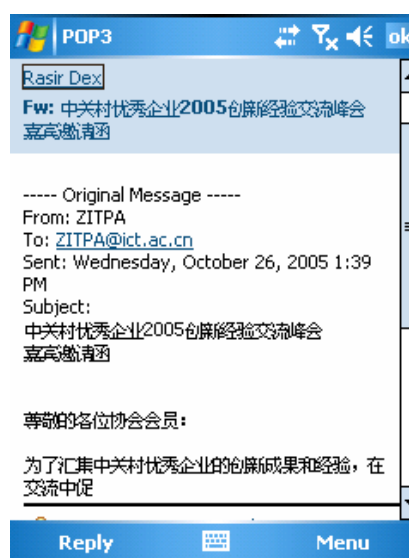 POP3
ok
Rasir Dex
Fw: 中关村优秀企业2005创新经验交流峰会
嘉宾邀请函
----- Original Message -----
From: ZITPA
To: ZITPA@ict.ac.cn
Sent: Wednesday, October 26, 2005 1:39
PM
Subject:
中关村优秀企业2005创新经验交流峰会
嘉宾邀请函
尊敬的各位协会会员：
为了汇集中关村优秀企业的创新成果和经验，在
交流中促
Reply
Menu